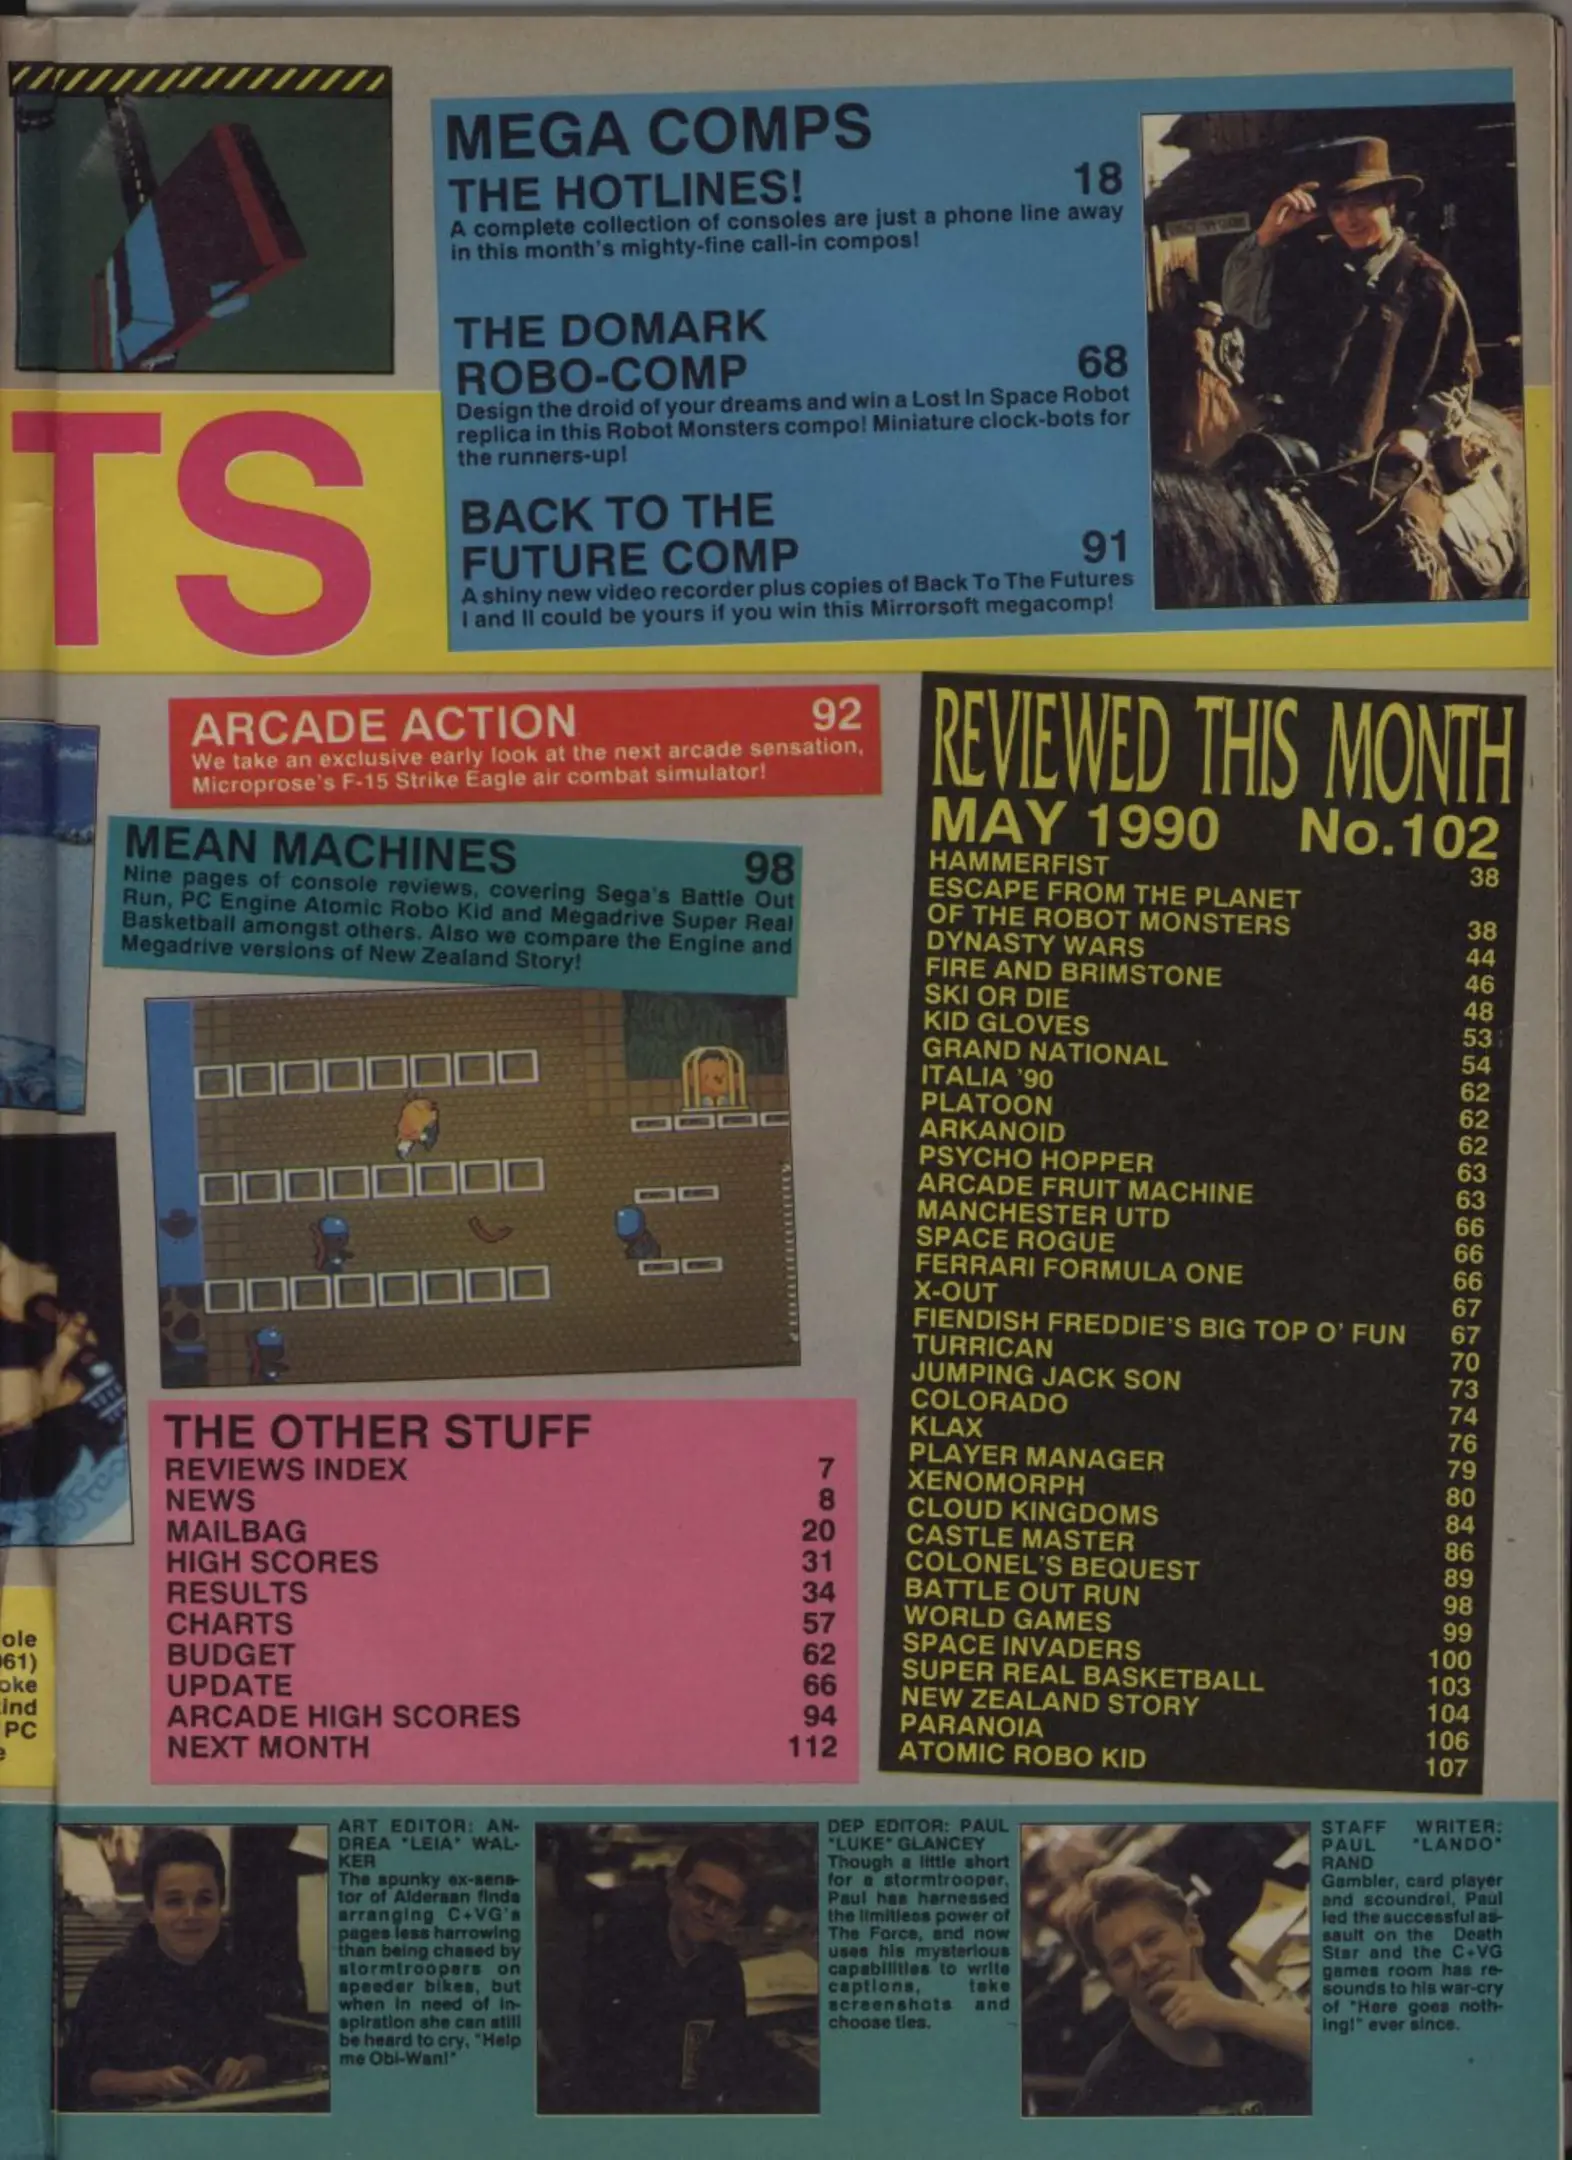 MEGA COMPS
THE HOTLINES! 18
A complete collection of consoles are just a phone line away
in this month's mighty-fine call-in compos!
THE DOMARK
ROBO-COMP 68
Design the droid of your dreams and win a Lost In Space Robot
replica in this Robot Monsters compo! Miniature clock-bots for
the runners-up!
BACK TO THE
FUTURE COMP 91
A shiny new video recorder plus copies of Back To The Futures
I and II could be yours if you win this Mirrorsoft megacomp!
TS
ARCADE ACTION 92
We take an exclusive early look at the next arcade sensation,
Microprose's F-15 Strike Eagle air combat simulator!
MEAN MACHINES 98
Nine pages of console reviews, covering Sega's Battle Out
Run, PC Engine Atomic Robo Kid and Megadrive Super Real
Basketball amongst others. Also we compare the Engine and
Megadrive versions of New Zealand Story!
THE OTHER STUFF
REVIEWS INDEX 7
NEWS 8
MAILBAG 20
HIGH SCORES 31
RESULTS 34
CHARTS 57
BUDGET 62
UPDATE 66
ARCADE HIGH SCORES 94
NEXT MONTH 112
REVIEWED THIS MONTH
MAY 1990 No.102
HAMMERFIST 38
ESCAPE FROM THE PLANET
OF THE ROBOT MONSTERS 38
DYNASTY WARS 44
FIRE AND BRIMSTONE 46
SKI OR DIE 48
KID GLOVES 53
GRAND NATIONAL 54
ITALIA '90 62
PLATOON 62
ARKANOID 62
PSYCHO HOPPER 63
ARCADE FRUIT MACHINE 63
MANCHESTER UTD 66
SPACE ROGUE 66
FERRARI FORMULA ONE 66
X-OUT 67
FIENDISH FREDDIE'S BIG TOP O' FUN 67
TURRICAN 70
JUMPING JACK SON 73
COLORADO 74
KLAX 76
PLAYER MANAGER 79
XENOMORPH 80
CLOUD KINGDOMS 84
CASTLE MASTER 86
COLONEL'S BEQUEST 89
BATTLE OUT RUN 98
WORLD GAMES 99
SPACE INVADERS 100
SUPER REAL BASKETBALL 103
NEW ZEALAND STORY 104
PARANOIA 106
ATOMIC ROBO KID 107
ole
61)
oke
ind
PC
e
ART EDITOR: AN-
DREA "LEIA" WAL-
KER
The spunky ex-sena-
tor of Alderaan finds
arranging C+VG's
pages less harrowing
than being chased by
stormtroopers on
speeder bikes, but
when in need of in-
spiration she can still
be heard to cry, "Help
me Obi-Wan!"
DEP EDITOR: PAUL
"LUKE" GLANCEY
Though a little short
for a stormtrooper,
Paul has harnessed
the limitless power of
The Force, and now
uses his mysterious
capabilities to write
captions, take
screenshots and
choose ties.
STAFF WRITER:
PAUL "LANDO"
RAND
Gambler, card player
and scoundrel, Paul
led the successful as-
sault on the Death
Star and the C+VG
games room has re-
sounds to his war-cry
of "Here goes noth-
ing!" ever since.